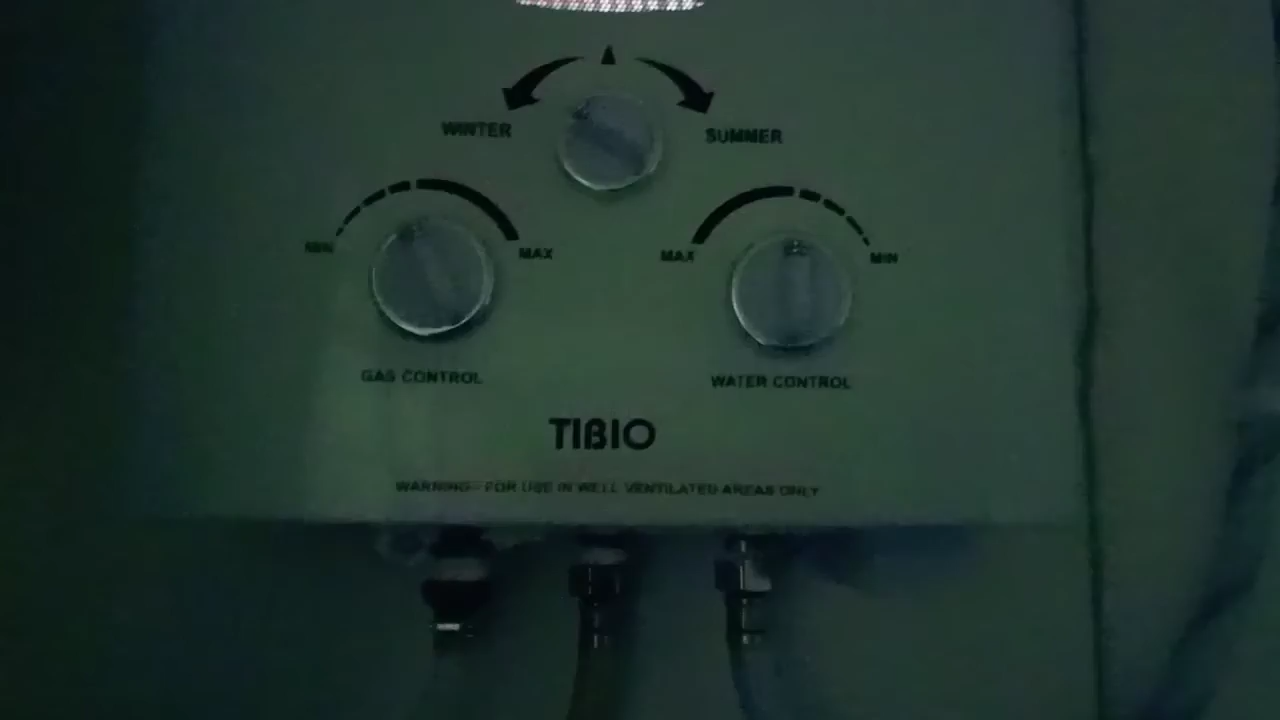 WINTER SUMMER
MIN MAX MAX MIN
GAS CONTROL WATER CONTROL
TIBIO
WARNING - FOR USE IN WELL VENTILATED AREAS ONLY